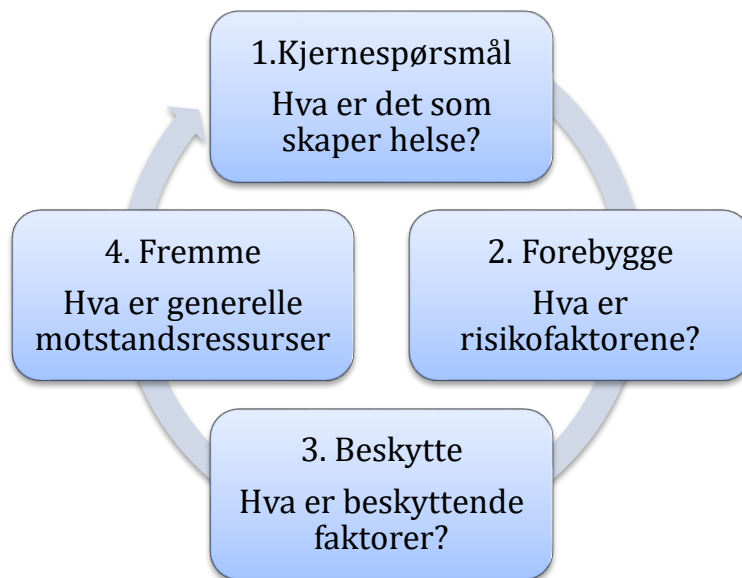 1.Kjernespørsmål
Hva er det som
skaper helse?
2. Forebygge
Hva er
risikofaktorene?
3. Beskytte
Hva er beskyttende
faktorer?
4. Fremme
Hva er generelle
motstandsressurser